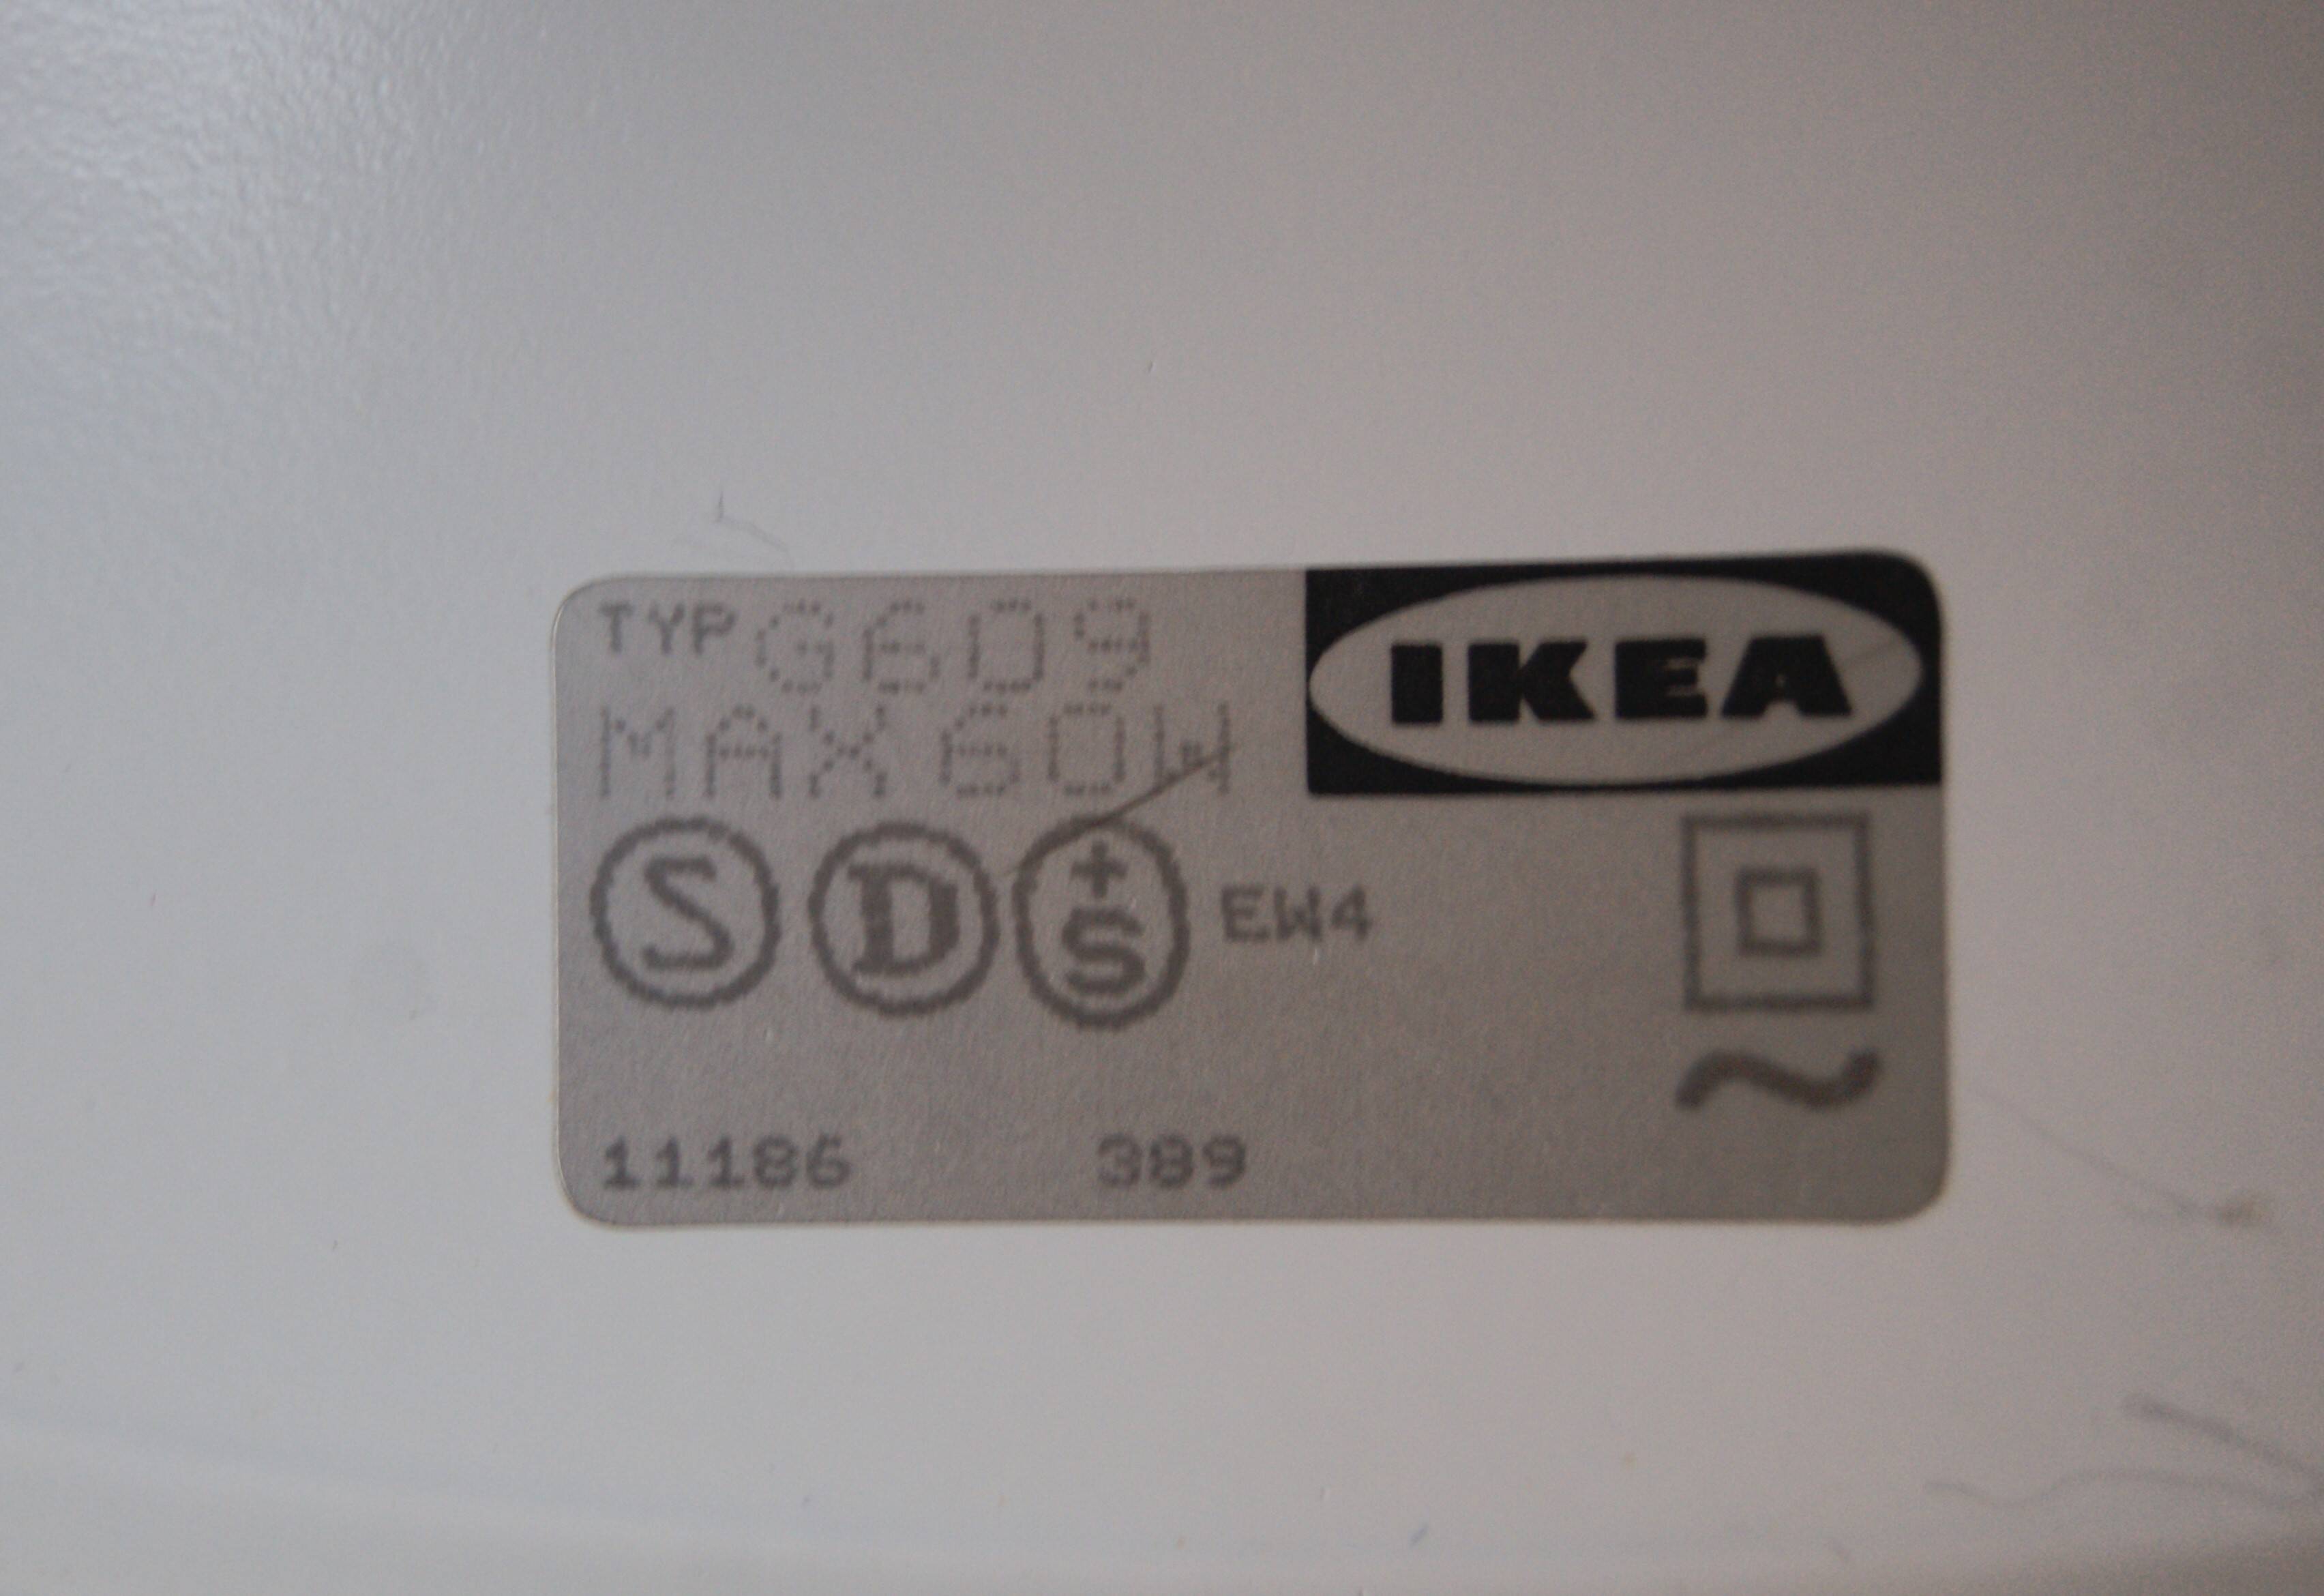 TYP G609
IKEA
MAX 60W
S D +S EW4
11186 389